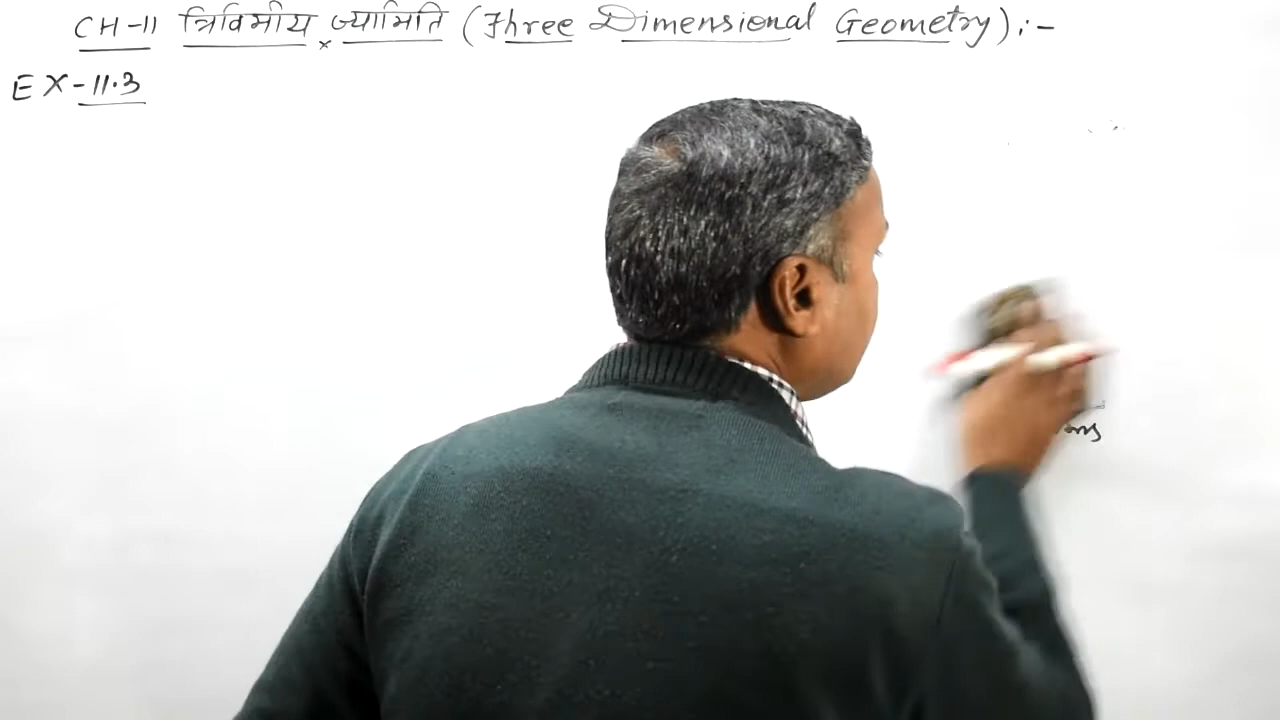 CH-11 त्रिविमीय ज्यामिति (Three Dimensional Geometry):-
EX-11.3